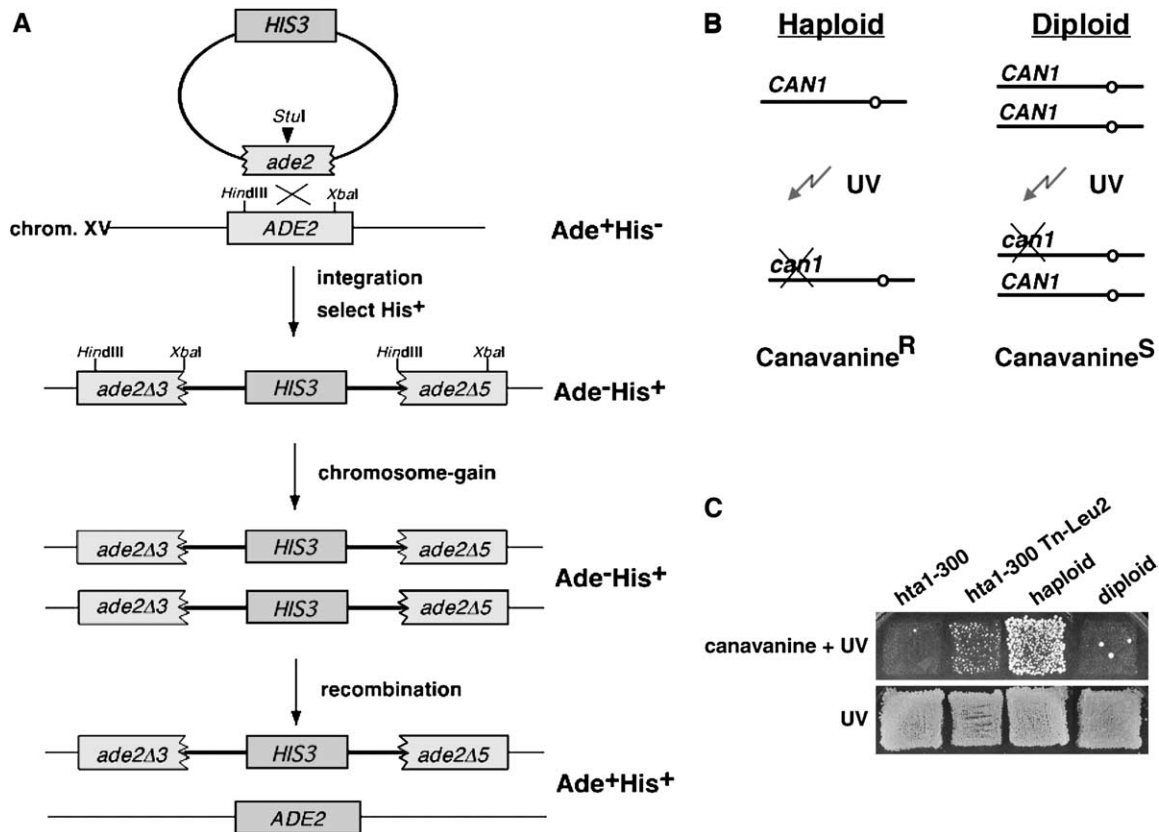 A
HIS3
StuI
ade2
HindIII
XbaI
chrom. XV
ADE2
Ade+His-
integration
select His+
HindIII
XbaI
HindIII
XbaI
ade2Δ3
HIS3
ade2Δ5
Ade-His+
chromosome-gain
ade2Δ3
HIS3
ade2Δ5
Ade-His+
ade2Δ3
HIS3
ade2Δ5
recombination
ade2Δ3
HIS3
ade2Δ5
Ade+His+
ADE2
B
Haploid
Diploid
CAN1
CAN1
CAN1
UV
UV
can1
can1
CAN1
Canavanine R
Canavanine S
C
hta1-300
hta1-300 Tn-Leu2
haploid
diploid
canavanine + UV
UV